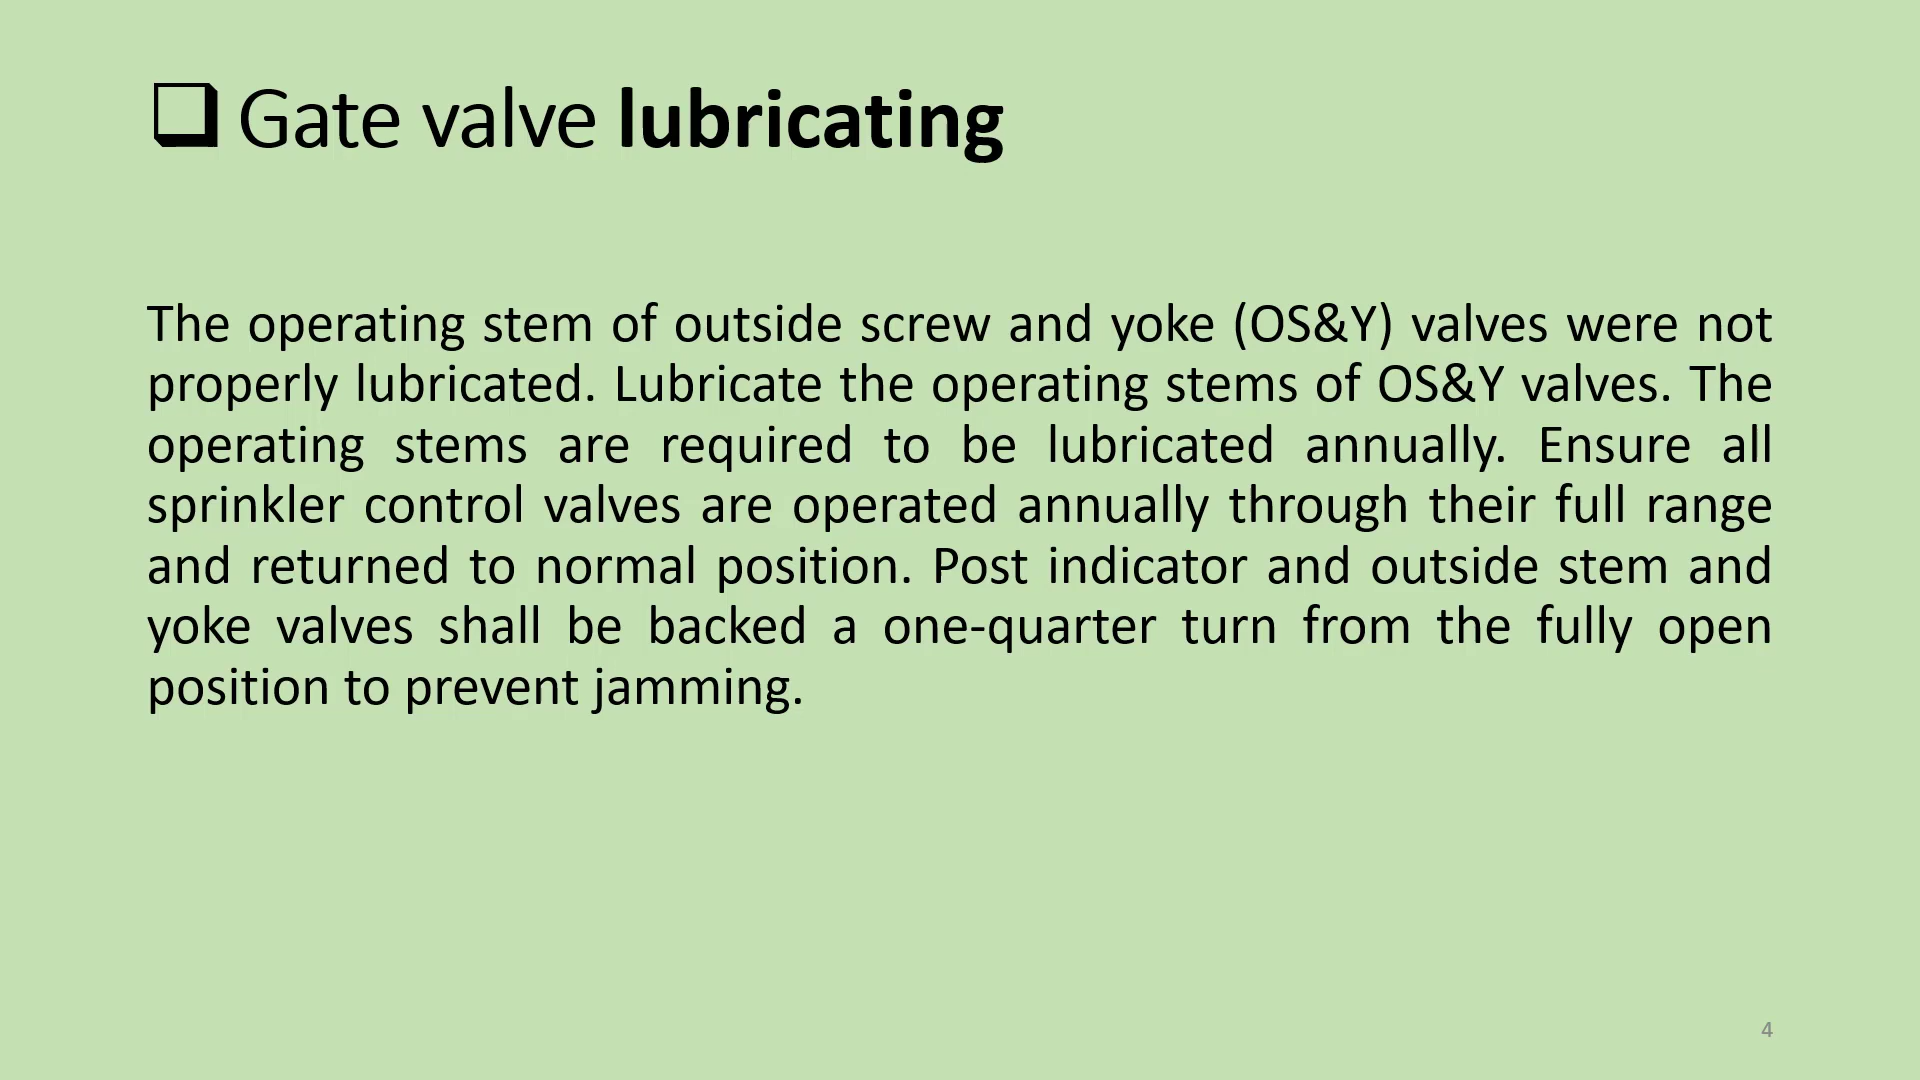 ❑ Gate valve lubricating
The operating stem of outside screw and yoke (OS&Y) valves were not
properly lubricated. Lubricate the operating stems of OS&Y valves. The
operating stems are required to be lubricated annually. Ensure all
sprinkler control valves are operated annually through their full range
and returned to normal position. Post indicator and outside stem and
yoke valves shall be backed a one-quarter turn from the fully open
position to prevent jamming.
4